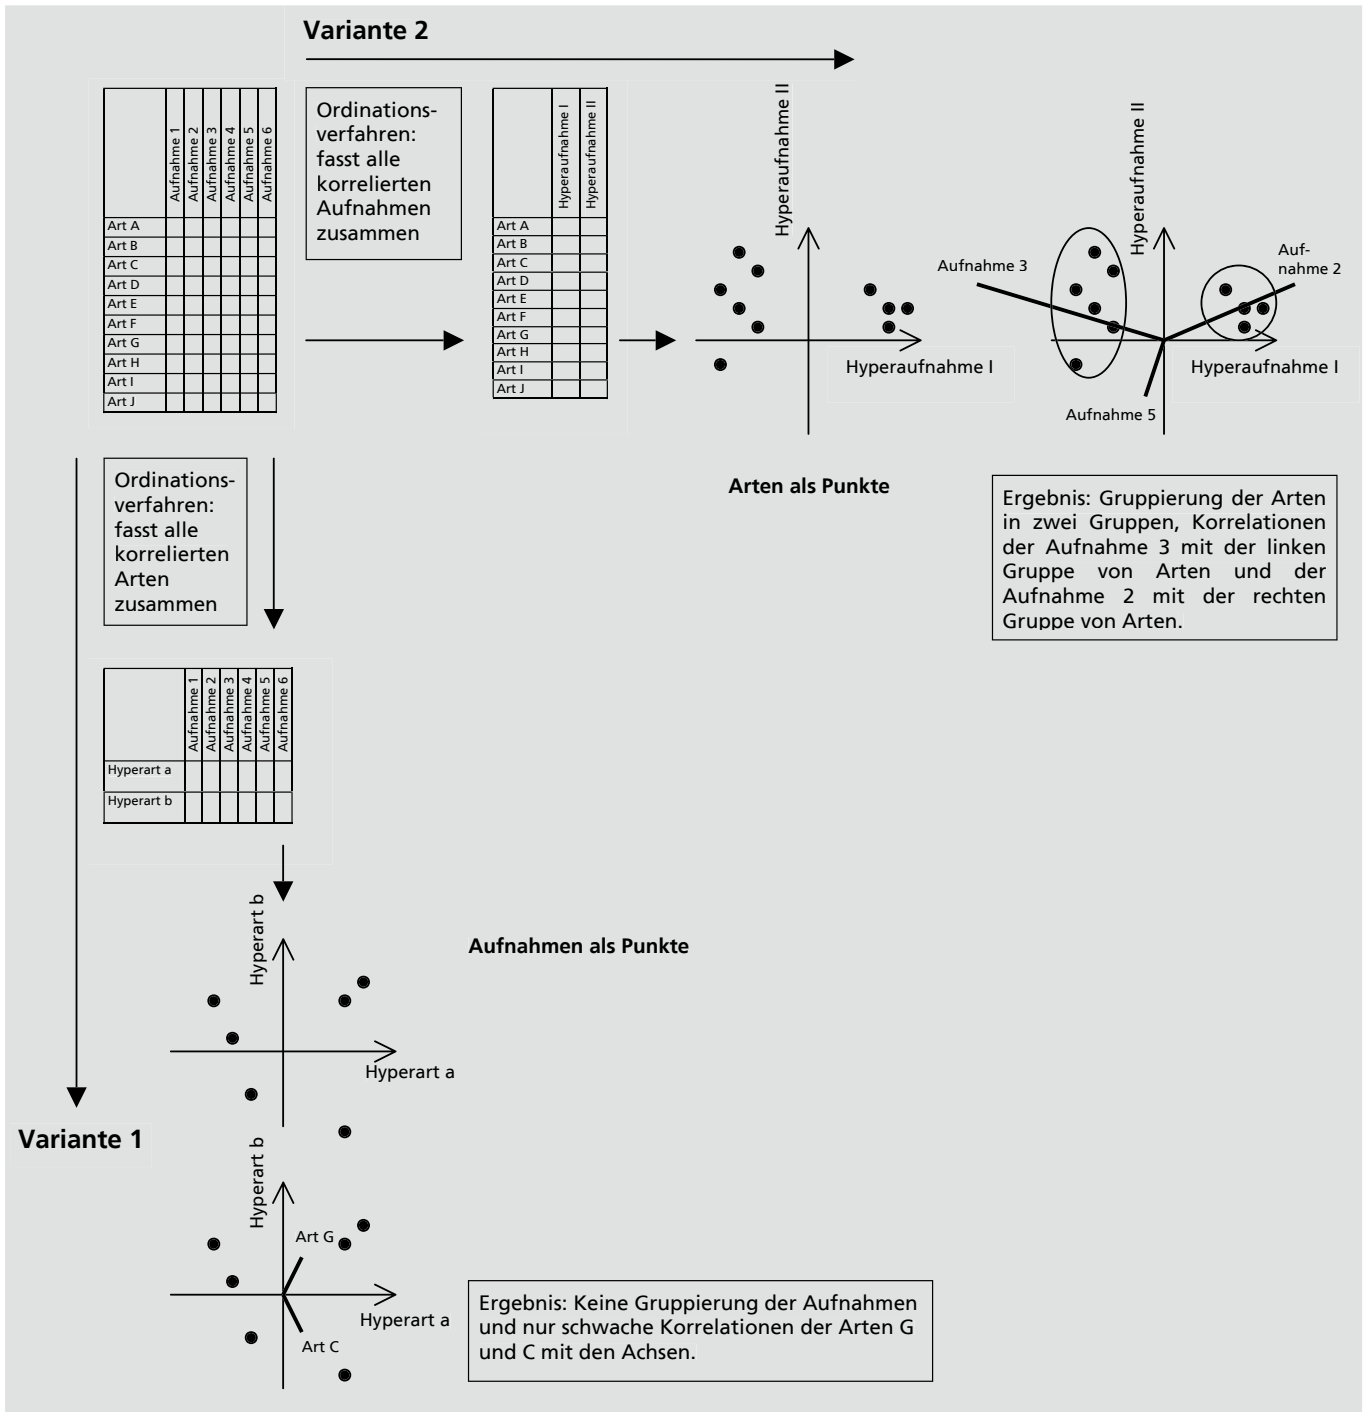 Variante 2
Aufnahme 1
Aufnahme 2
Aufnahme 3
Aufnahme 4
Aufnahme 5
Aufnahme 6
Art A
Art B
Art C
Art D
Art E
Art F
Art G
Art H
Art I
Art J
Ordinations-
verfahren:
fasst alle
korrelierten
Aufnahmen
zusammen
Hyperaufnahme I
Hyperaufnahme II
Art A
Art B
Art C
Art D
Art E
Art F
Art G
Art H
Art I
Art J
Hyperaufnahme II
Hyperaufnahme I
Hyperaufnahme II
Aufnahme 3
Auf-
nahme 2
Hyperaufnahme I
Aufnahme 5
Arten als Punkte
Ergebnis: Gruppierung der Arten
in zwei Gruppen, Korrelationen
der Aufnahme 3 mit der linken
Gruppe von Arten und der
Aufnahme 2 mit der rechten
Gruppe von Arten.
Ordinations-
verfahren:
fasst alle
korrelierten
Arten
zusammen
Aufnahme 1
Aufnahme 2
Aufnahme 3
Aufnahme 4
Aufnahme 5
Aufnahme 6
Hyperart a
Hyperart b
Hyperart b
Aufnahmen als Punkte
Hyperart a
Variante 1
Hyperart b
Art G
Hyperart a
Art C
Ergebnis: Keine Gruppierung der Aufnahmen
und nur schwache Korrelationen der Arten G
und C mit den Achsen.